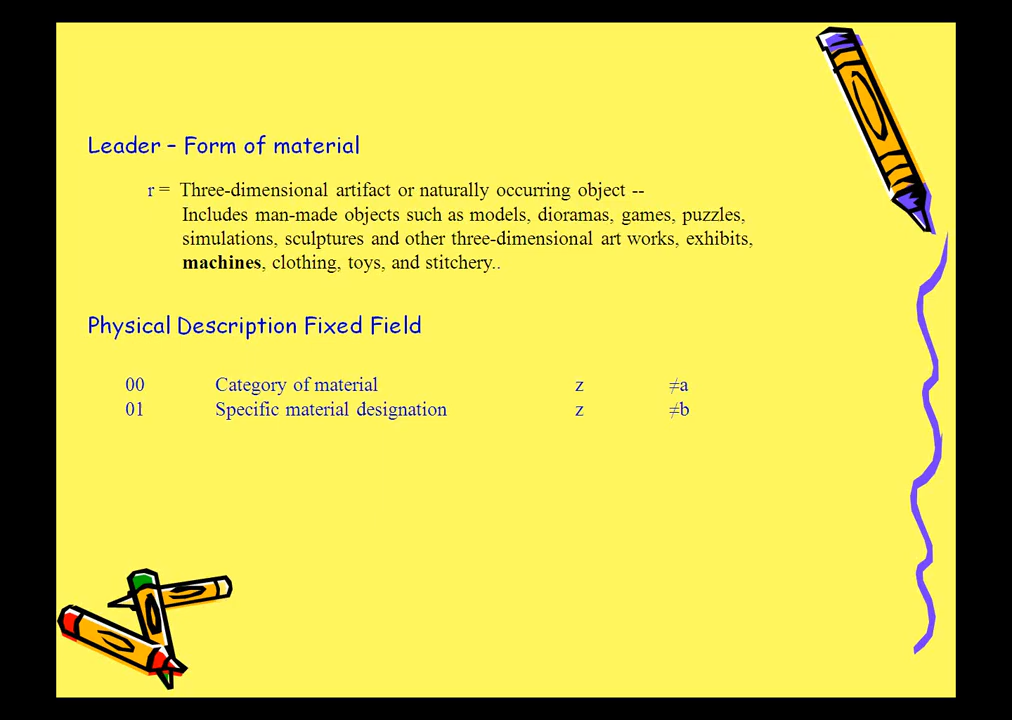 Leader – Form of material
r = Three-dimensional artifact or naturally occurring object --
Includes man-made objects such as models, dioramas, games, puzzles,
simulations, sculptures and other three-dimensional art works, exhibits,
machines, clothing, toys, and stitchery..
Physical Description Fixed Field
00 Category of material z ≠a
01 Specific material designation z ≠b